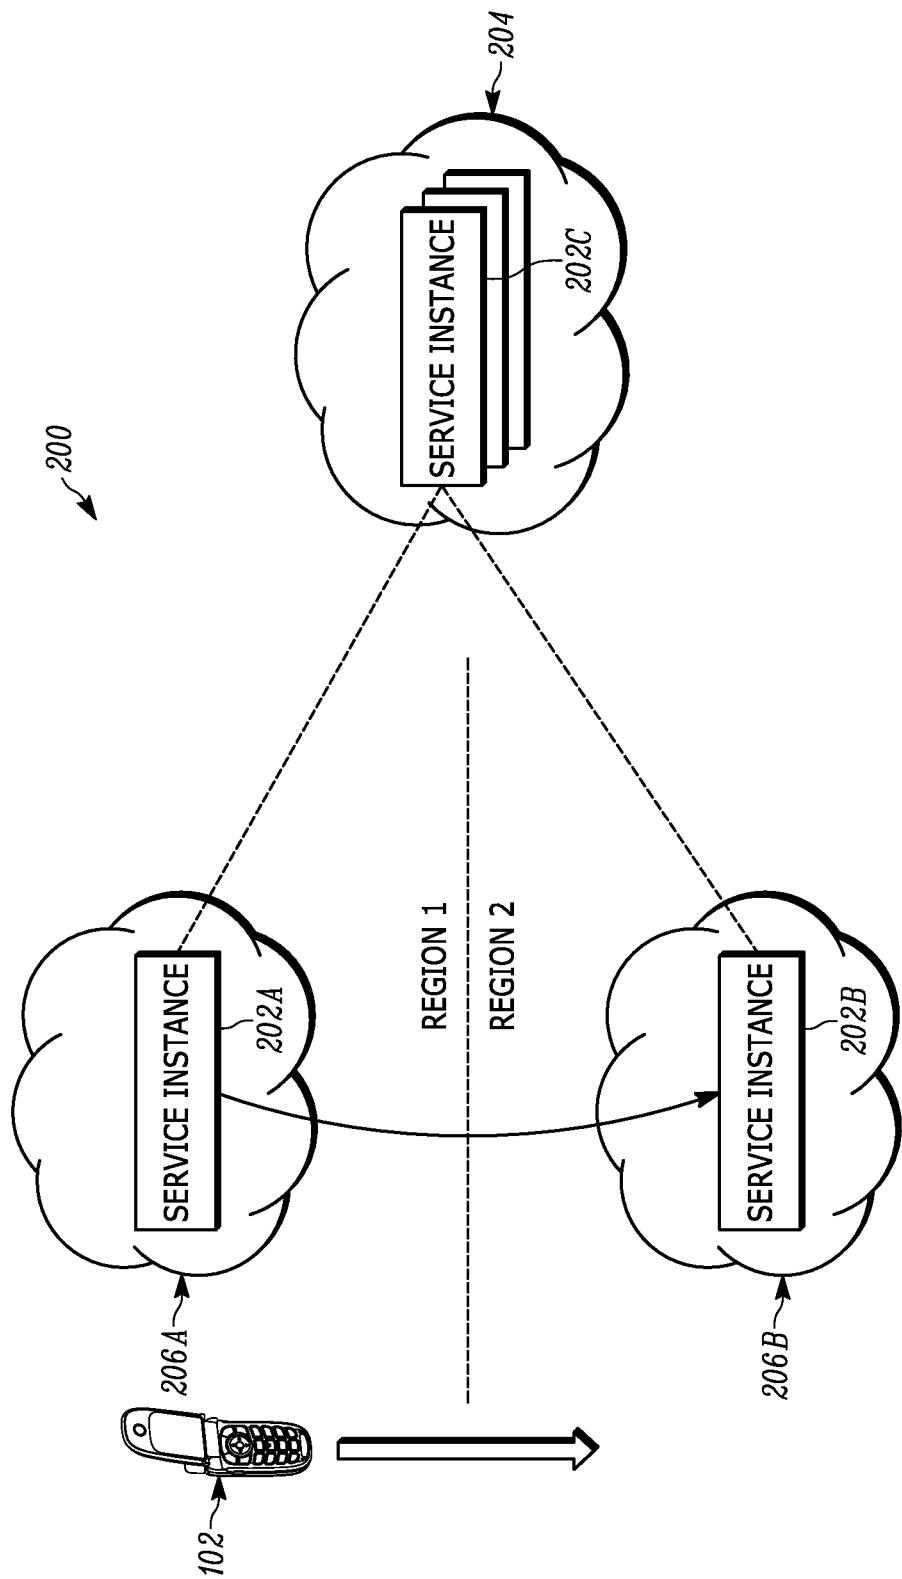 200
204
SERVICE INSTANCE
202C
SERVICE INSTANCE
202A
206A
REGION 1
REGION 2
SERVICE INSTANCE
202B
206B
102